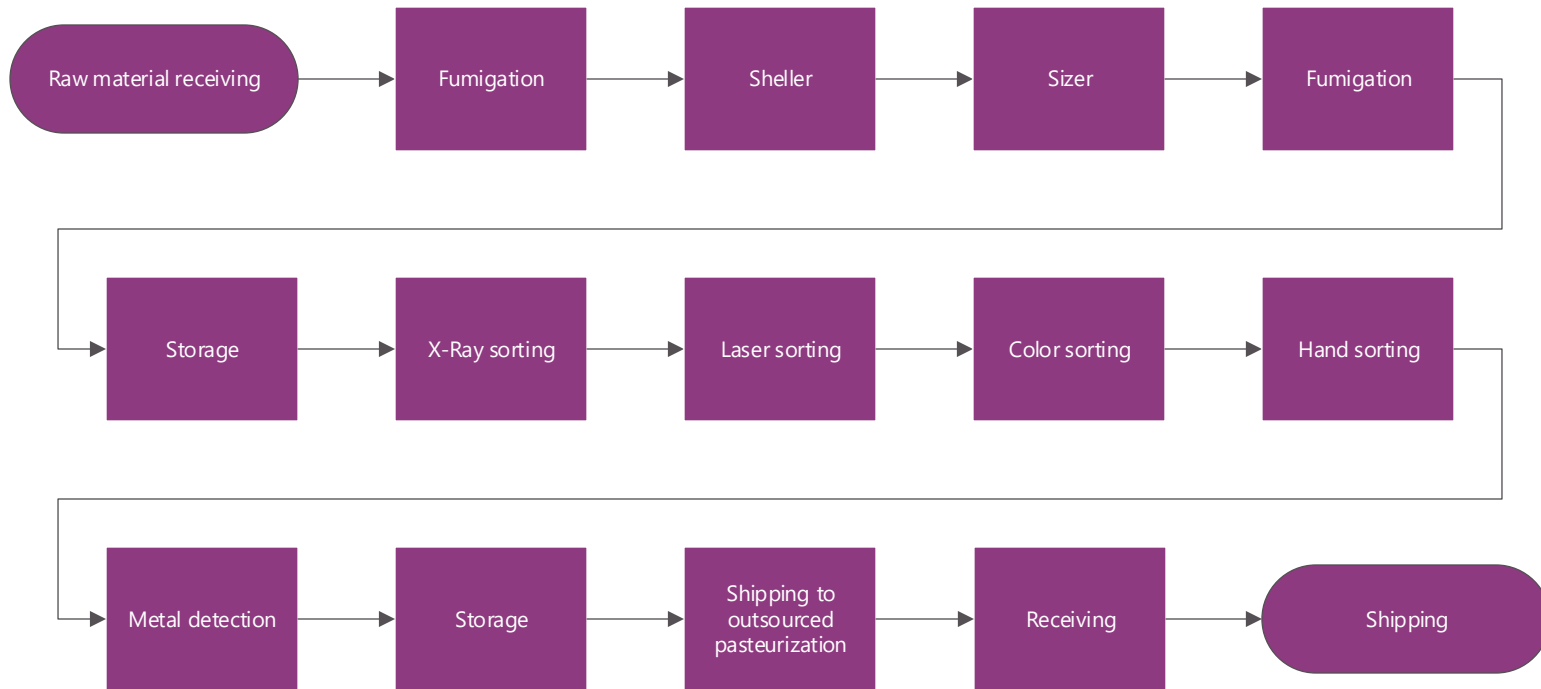 Raw material receiving
Fumigation
Sheller
Sizer
Fumigation
Storage
X-Ray sorting
Laser sorting
Color sorting
Hand sorting
Metal detection
Storage
Shipping to
outsourced
pasteurization
Receiving
Shipping